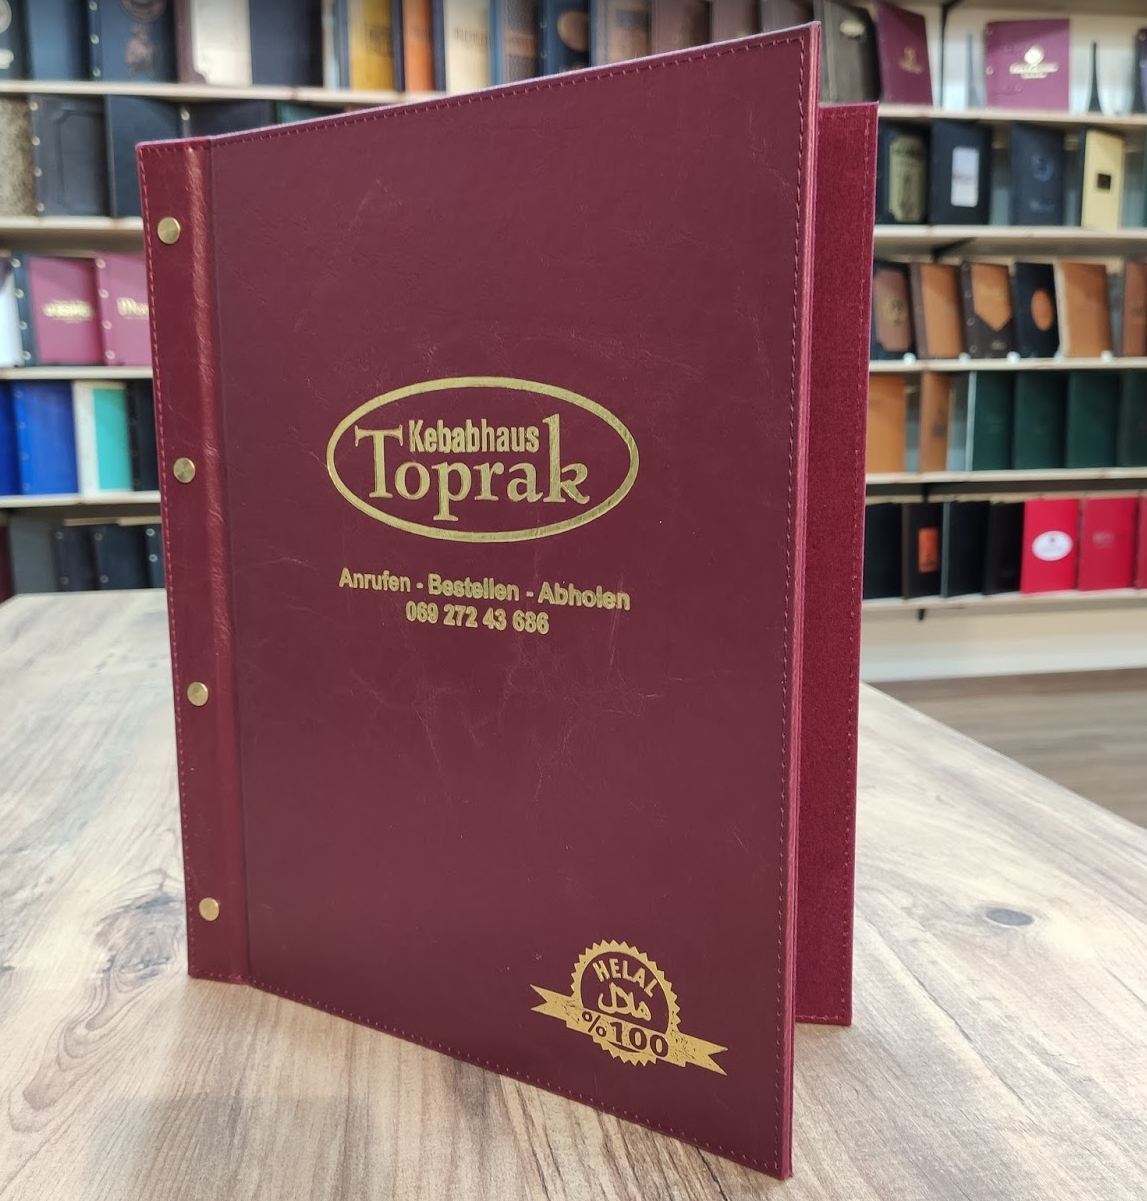 Kebabhaus
Toprak
Anrufen - Bestellen - Abholen
069 272 43 686
HELAL
حلال
%100